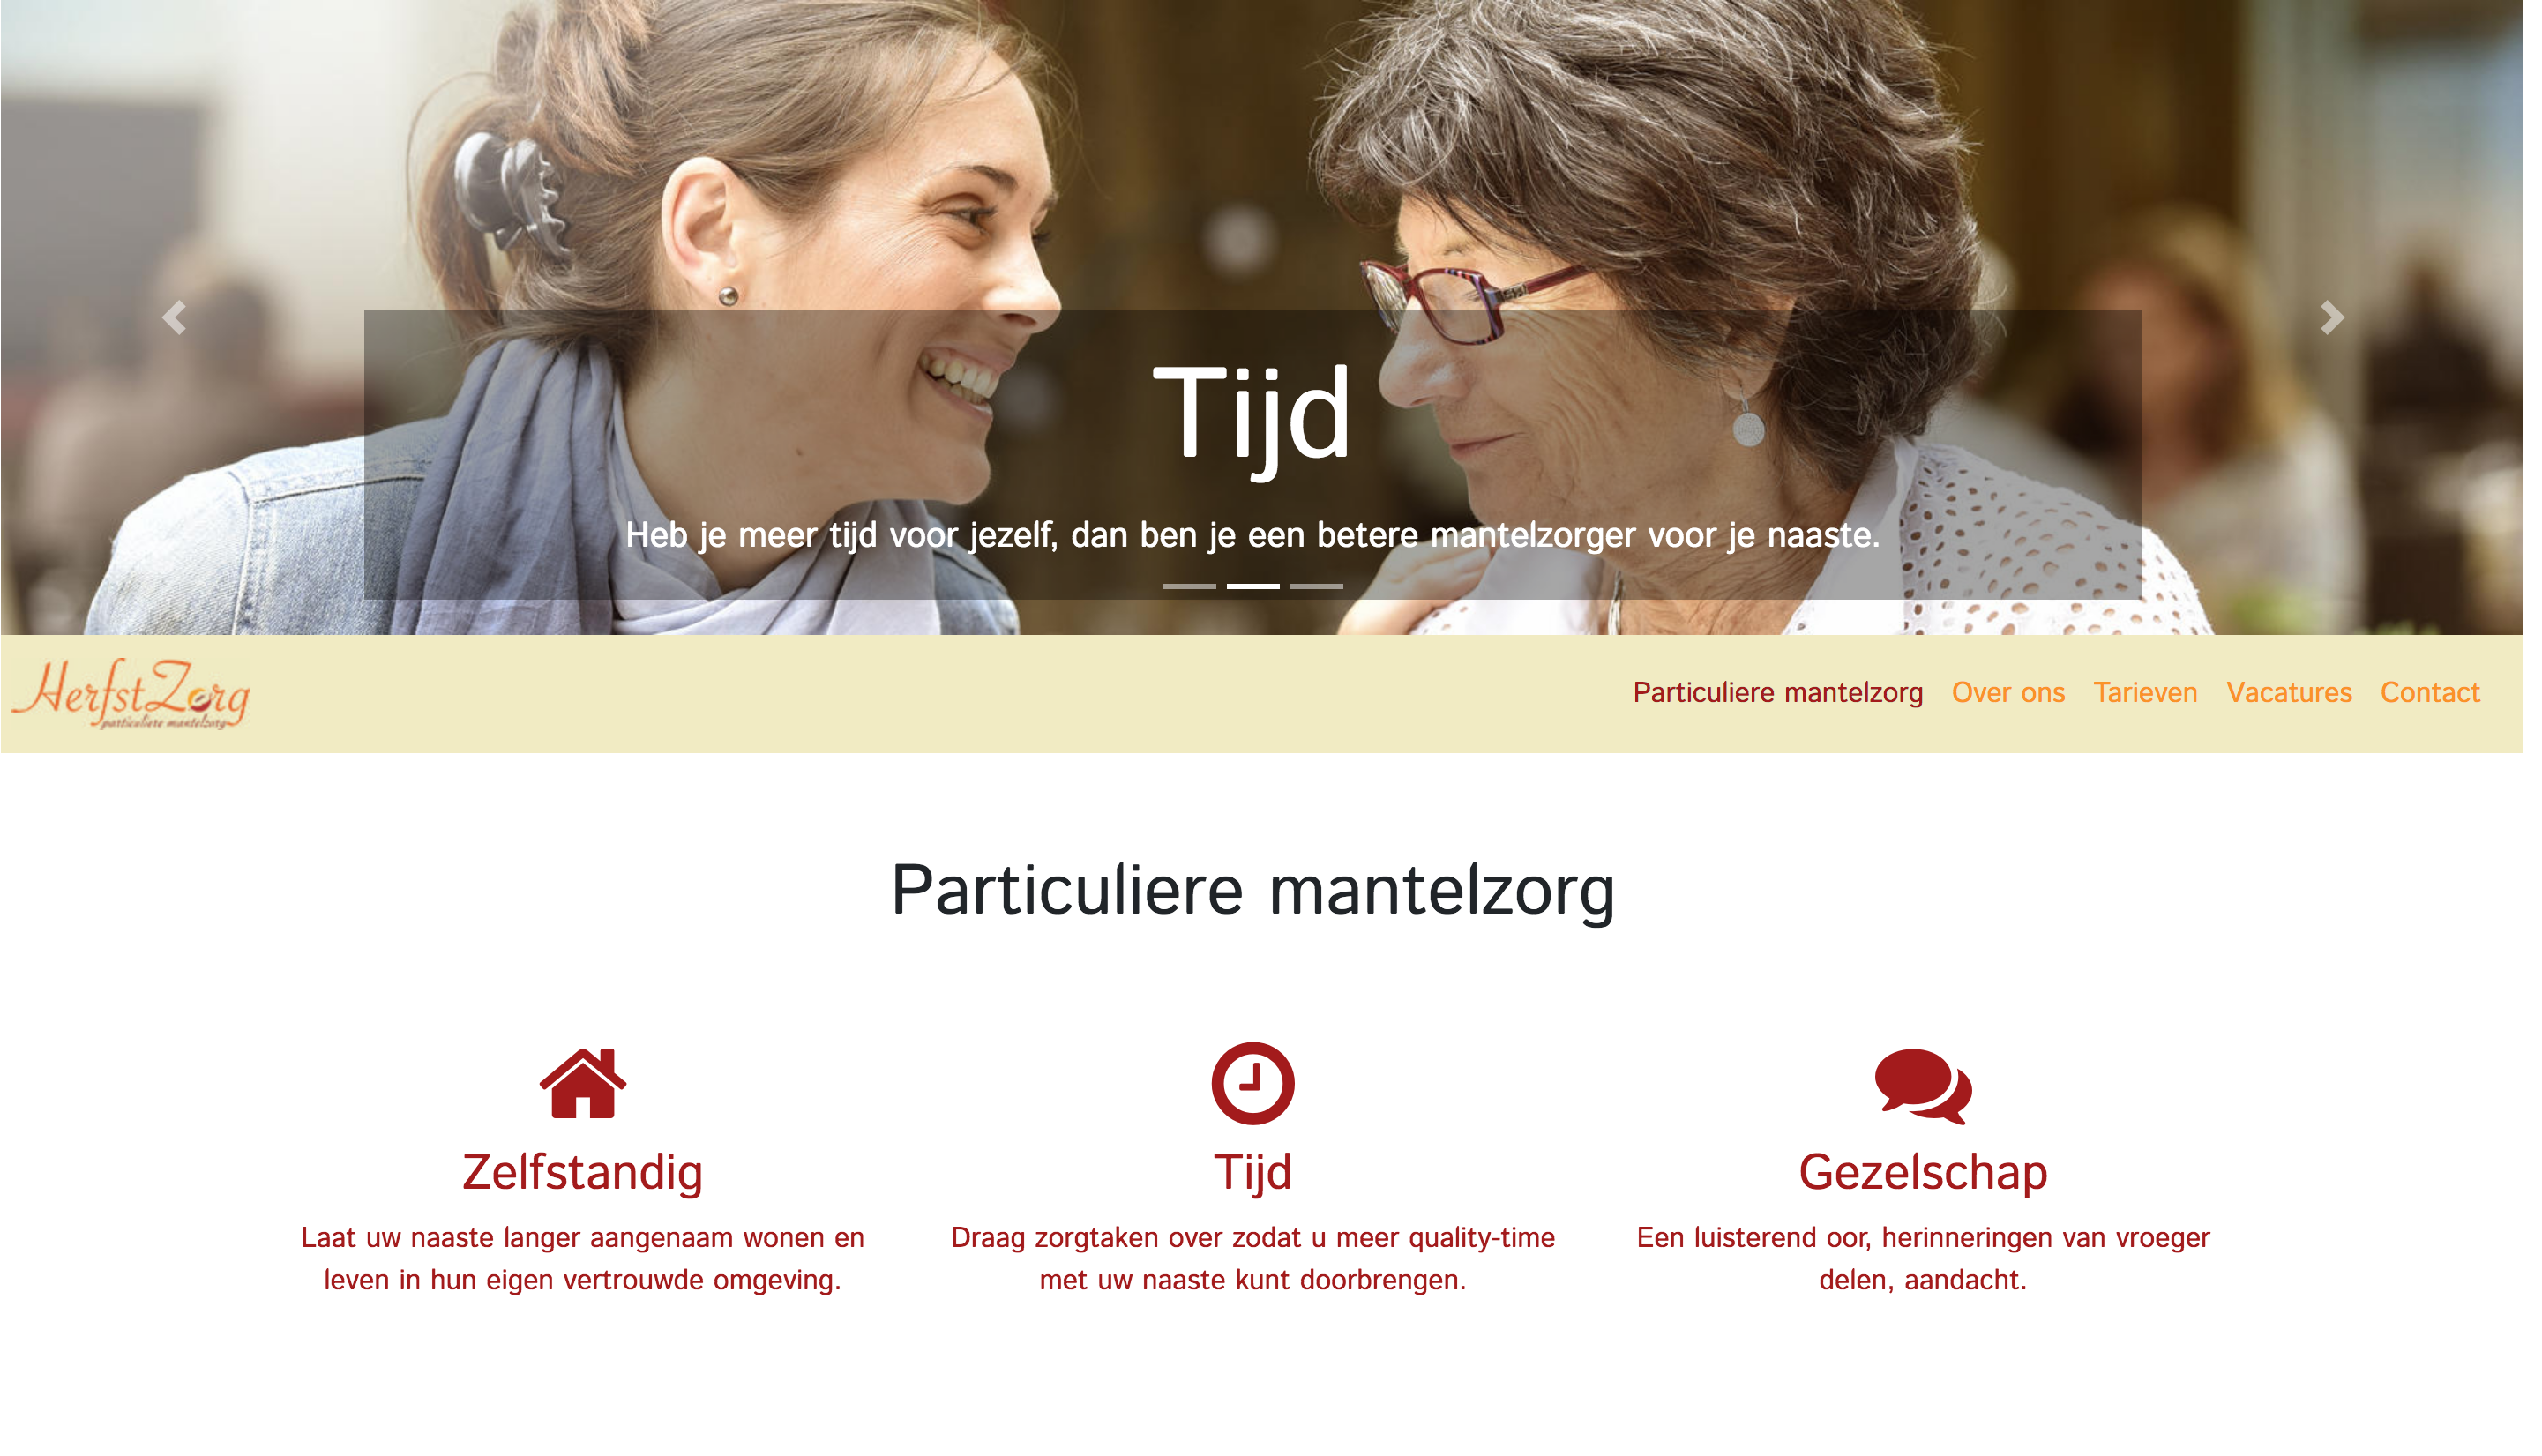 Tijd
Heb je meer tijd voor jezelf, dan ben je een betere mantelzorger voor je naaste.
HerfstZorg
particuliere mantelzorg
Particuliere mantelzorg Over ons Tarieven Vacatures Contact
Particuliere mantelzorg
Zelfstandig
Laat uw naaste langer aangenaam wonen en
leven in hun eigen vertrouwde omgeving.
Tijd
Draag zorgtaken over zodat u meer quality-time
met uw naaste kunt doorbrengen.
Gezelschap
Een luisterend oor, herinneringen van vroeger
delen, aandacht.